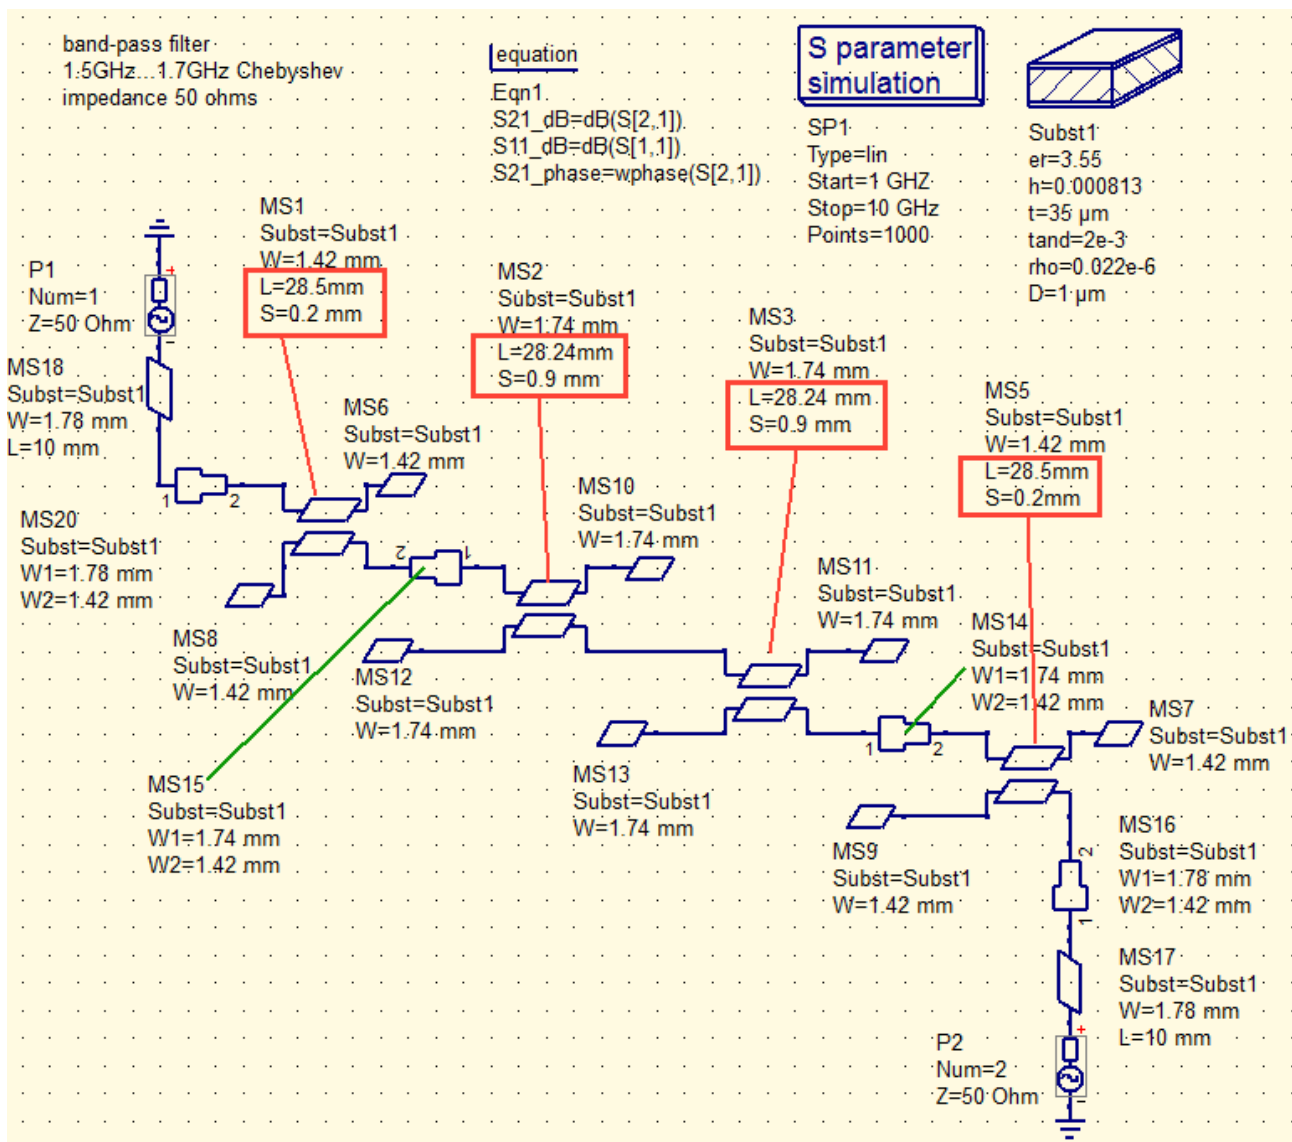 band-pass filter
1.5GHz...1.7GHz Chebyshev
impedance 50 ohms
equation
Eqn1
S21_dB=dB(S[2,1])
S11_dB=dB(S[1,1])
S21_phase=wphase(S[2,1])
S parameter
simulation
SP1
Type=lin
Start=1 GHZ
Stop=10 GHz
Points=1000
Subst1
er=3.55
h=0.000813
t=35 µm
tand=2e-3
rho=0.022e-6
D=1 µm
MS1
Subst=Subst1
W=1.42 mm
L=28.5mm
S=0.2 mm
P1
Num=1
Z=50 Ohm
MS18
Subst=Subst1
W=1.78 mm
L=10 mm
MS2
Subst=Subst1
W=1.74 mm
L=28.24mm
S=0.9 mm
MS3
Subst=Subst1
W=1.74 mm
L=28.24 mm
S=0.9 mm
MS5
Subst=Subst1
W=1.42 mm
L=28.5mm
S=0.2mm
MS6
Subst=Subst1
W=1.42 mm
1
2
MS20
Subst=Subst1
W1=1.78 mm
W2=1.42 mm
MS10
Subst=Subst1
W=1.74 mm
2
1
MS8
Subst=Subst1
W=1.42 mm
MS12
Subst=Subst1
W=1.74 mm
MS11
Subst=Subst1
W=1.74 mm
MS14
Subst=Subst1
W1=1.74 mm
W2=1.42 mm
MS15
Subst=Subst1
W1=1.74 mm
W2=1.42 mm
MS13
Subst=Subst1
W=1.74 mm
1
2
MS7
Subst=Subst1
W=1.42 mm
MS9
Subst=Subst1
W=1.42 mm
2
1
MS16
Subst=Subst1
W1=1.78 mm
W2=1.42 mm
MS17
Subst=Subst1
W=1.78 mm
L=10 mm
P2
Num=2
Z=50 Ohm